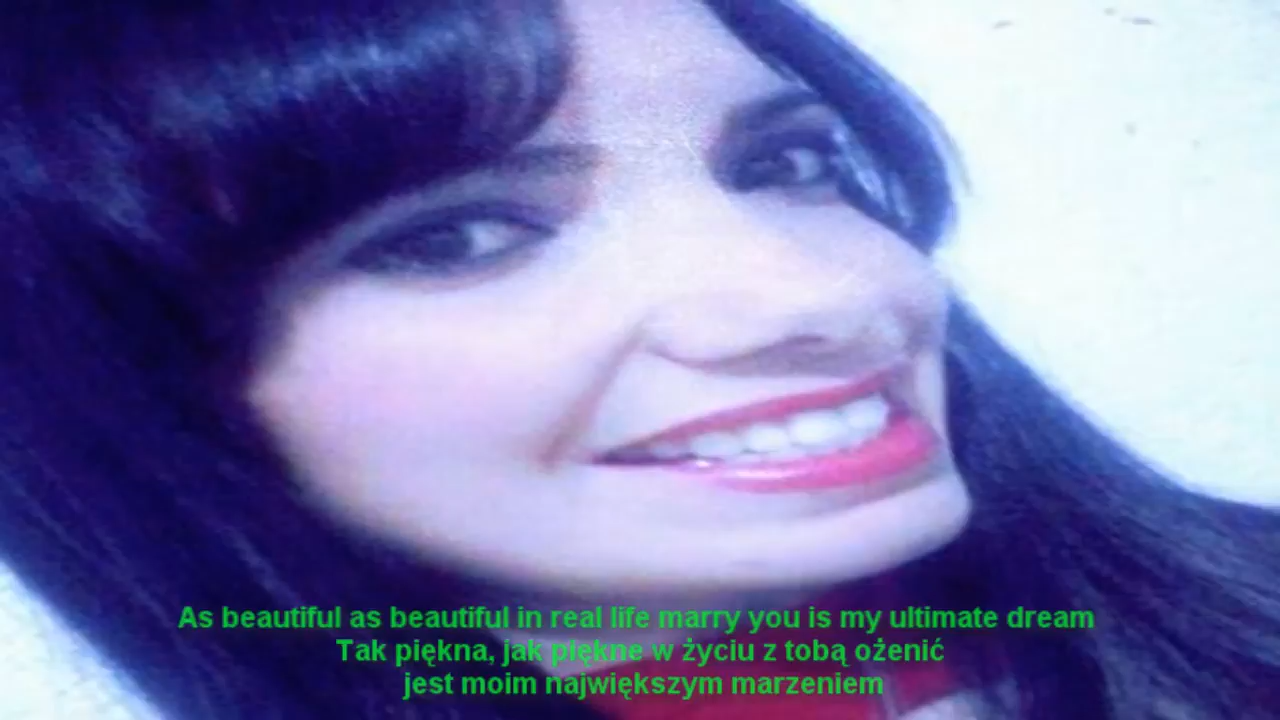 As beautiful as beautiful in real life marry you is my ultimate dream
Tak piękna, jak piękne w życiu z tobą ożenić
jest moim największym marzeniem